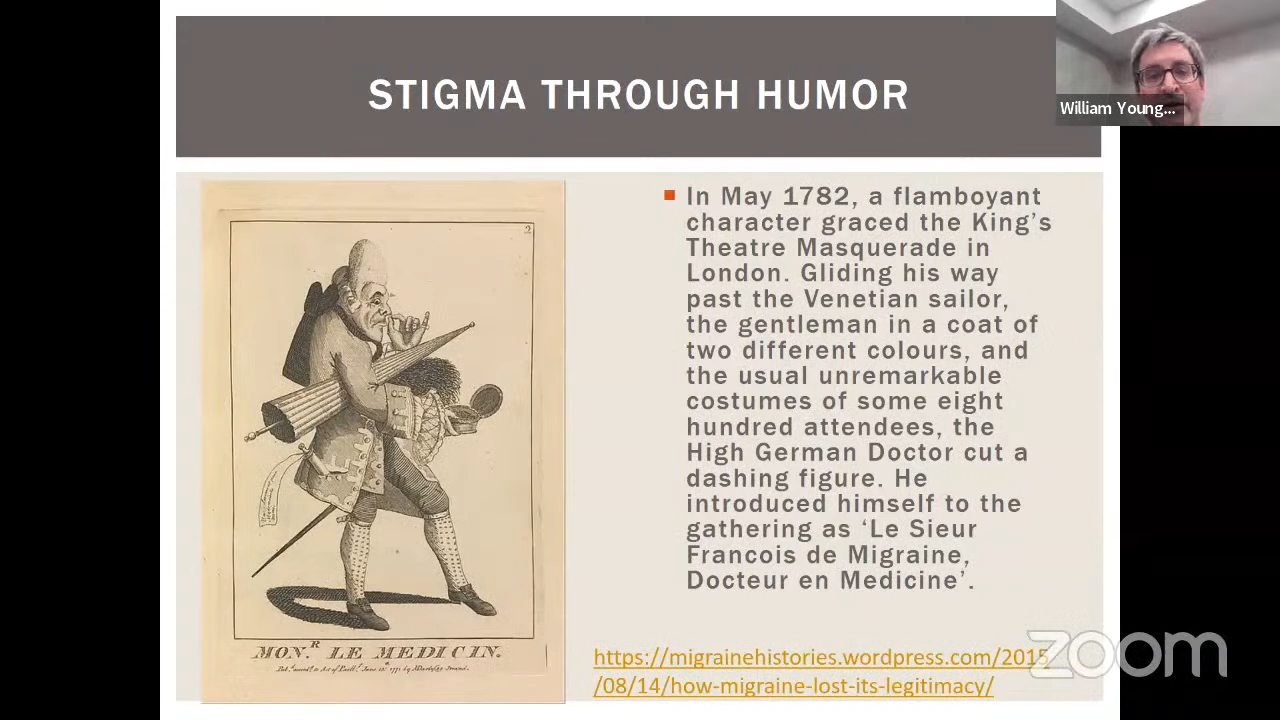 STIGMA THROUGH HUMOR
William Young...
In May 1782, a flamboyant
character graced the King's
Theatre Masquerade in
London. Gliding his way
past the Venetian sailor,
the gentleman in a coat of
two different colours, and
the usual unremarkable
costumes of some eight
hundred attendees, the
High German Doctor cut a
dashing figure. He
introduced himself to the
gathering as ‘Le Sieur
Francois de Migraine,
Docteur en Medicine’.
2
MON.R LE MEDICIN.
https://migrainehistories.wordpress.com/2015
/08/14/how-migraine-lost-its-legitimacy/
zoom